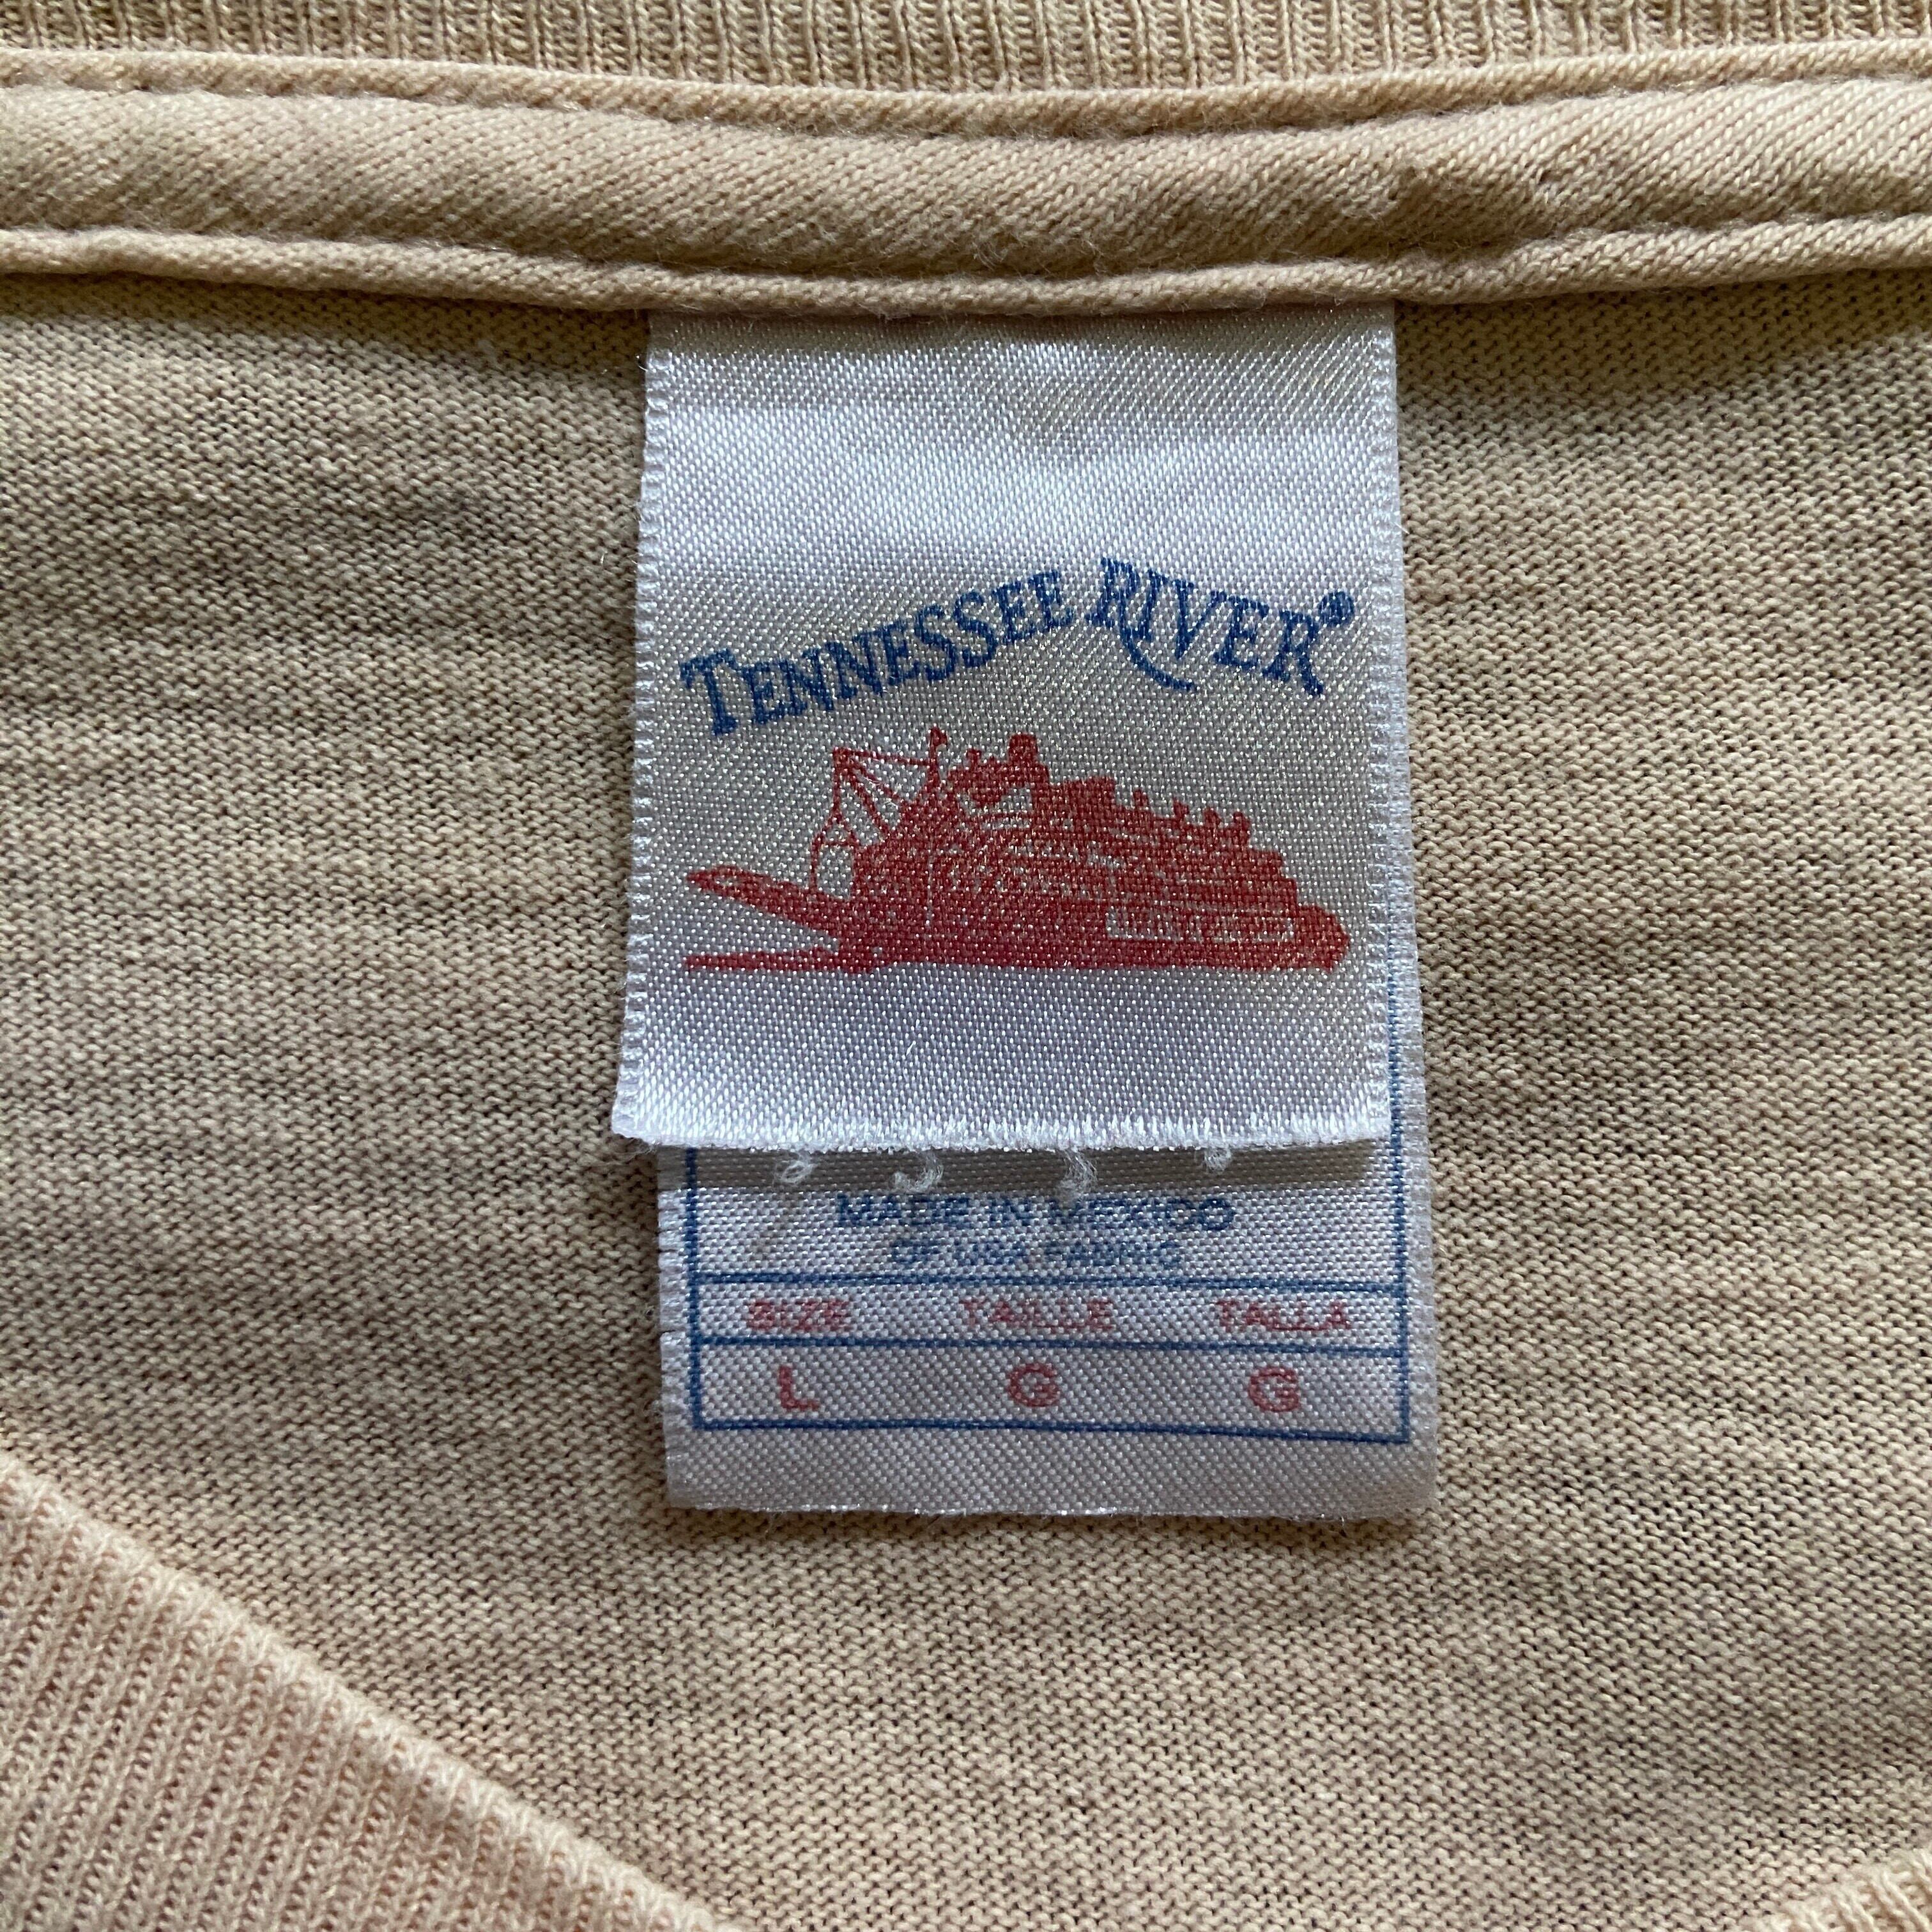 TENNESSEE RIVER®
MADE IN MEXICO
OF USA FABRIC
SIZE TAILLE TALLA
L G G